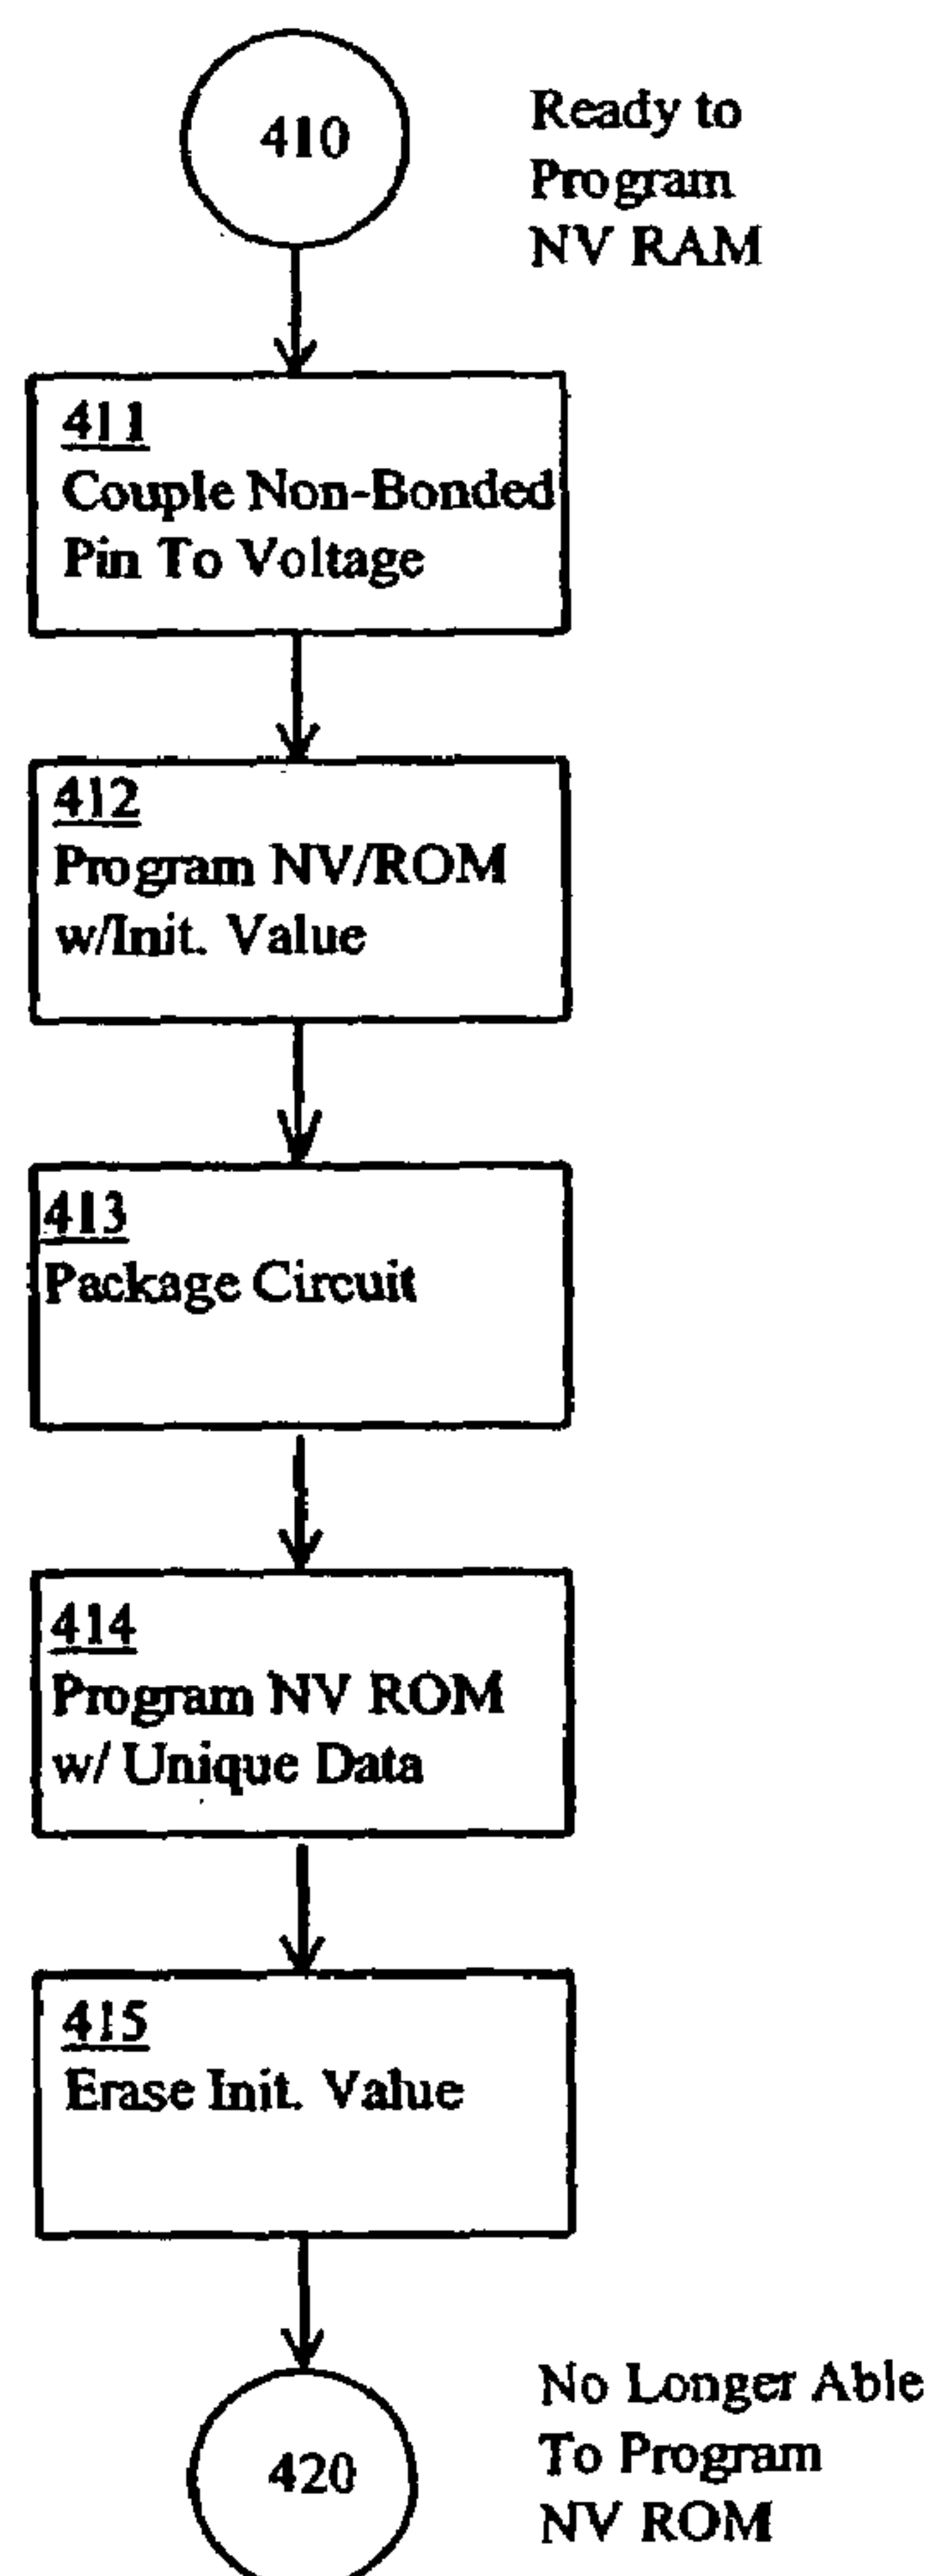 410
Ready to
Program
NV RAM
411
Couple Non-Bonded
Pin To Voltage
412
Program NV/ROM
w/Init. Value
413
Package Circuit
414
Program NV ROM
w/ Unique Data
415
Erase Init. Value
420
No Longer Able
To Program
NV ROM